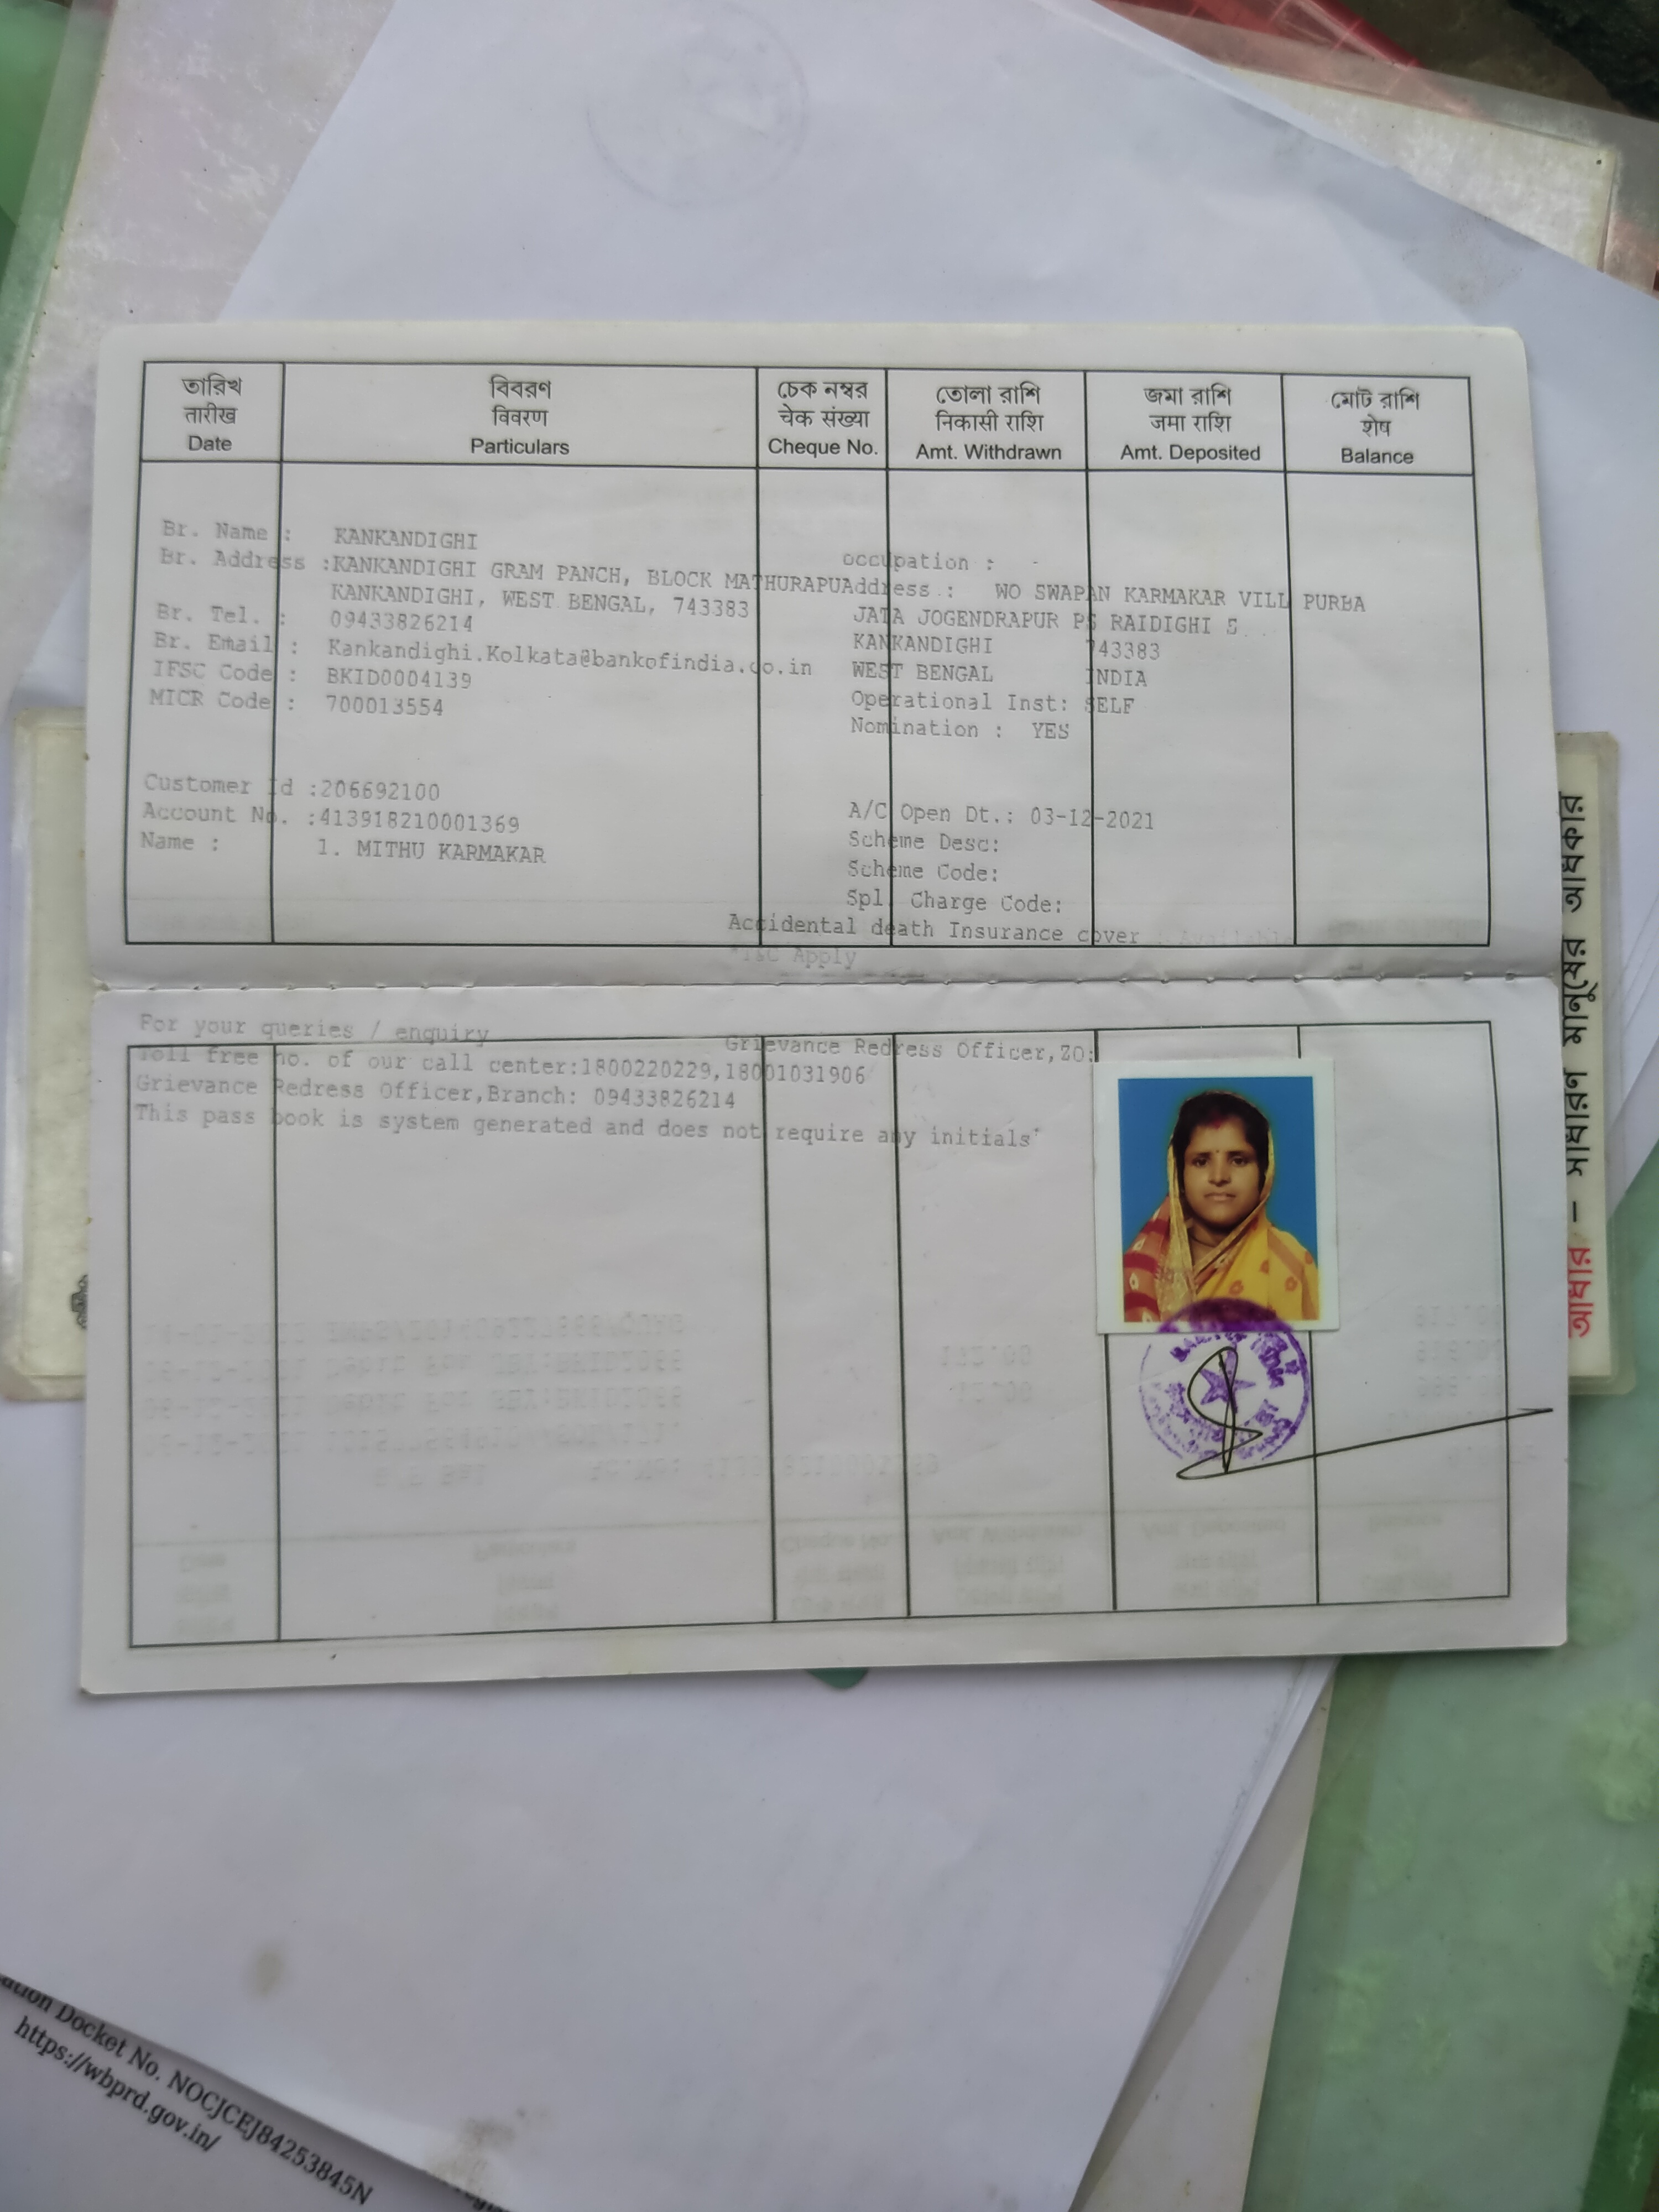 তারিখ
तारीख
Date
বিবরণ
विवरण
Particulars
চেক নম্বর
चेक संख्या
Cheque No.
তোলা রাশি
निकासी राशि
Amt. Withdrawn
জমা রাশি
जमा राशि
Amt. Deposited
মোট রাশি
शेष
Balance
Br. Name : KANKANDIGHI
Br. Address :KANKANDIGHI GRAM PANCH, BLOCK MATHURAPU
KANKANDIGHI, WEST BENGAL, 743383
Br. Tel. : 09433826214
Br. Email : Kankandighi.Kolkata@bankofindia.co.in
IFSC Code : BKID0004139
MICR Code : 700013554
occupation : -
Address : WO SWAPAN KARMAKAR VILL PURBA
JATA JOGENDRAPUR PS RAIDIGHI S
KANKANDIGHI 743383
WEST BENGAL INDIA
Operational Inst: SELF
Nomination : YES
Customer Id :206692100
Account No. :413918210001369
Name : 1. MITHU KARMAKAR
A/C Open Dt.: 03-12-2021
Scheme Desc:
Scheme Code:
Spl. Charge Code:
Accidental death Insurance cover : Available
*T&C Apply
For your queries / enquiry
Toll free no. of our call center:1800220229,18001031906
Grievance Redress Officer,ZO:
Grievance Redress Officer,Branch: 09433826214
This pass book is system generated and does not require any initials"
আধার – সাধারন মানুষের অধিকার
ation Docket No. NOCJCEJ84253845N
https://wbprd.gov.in/